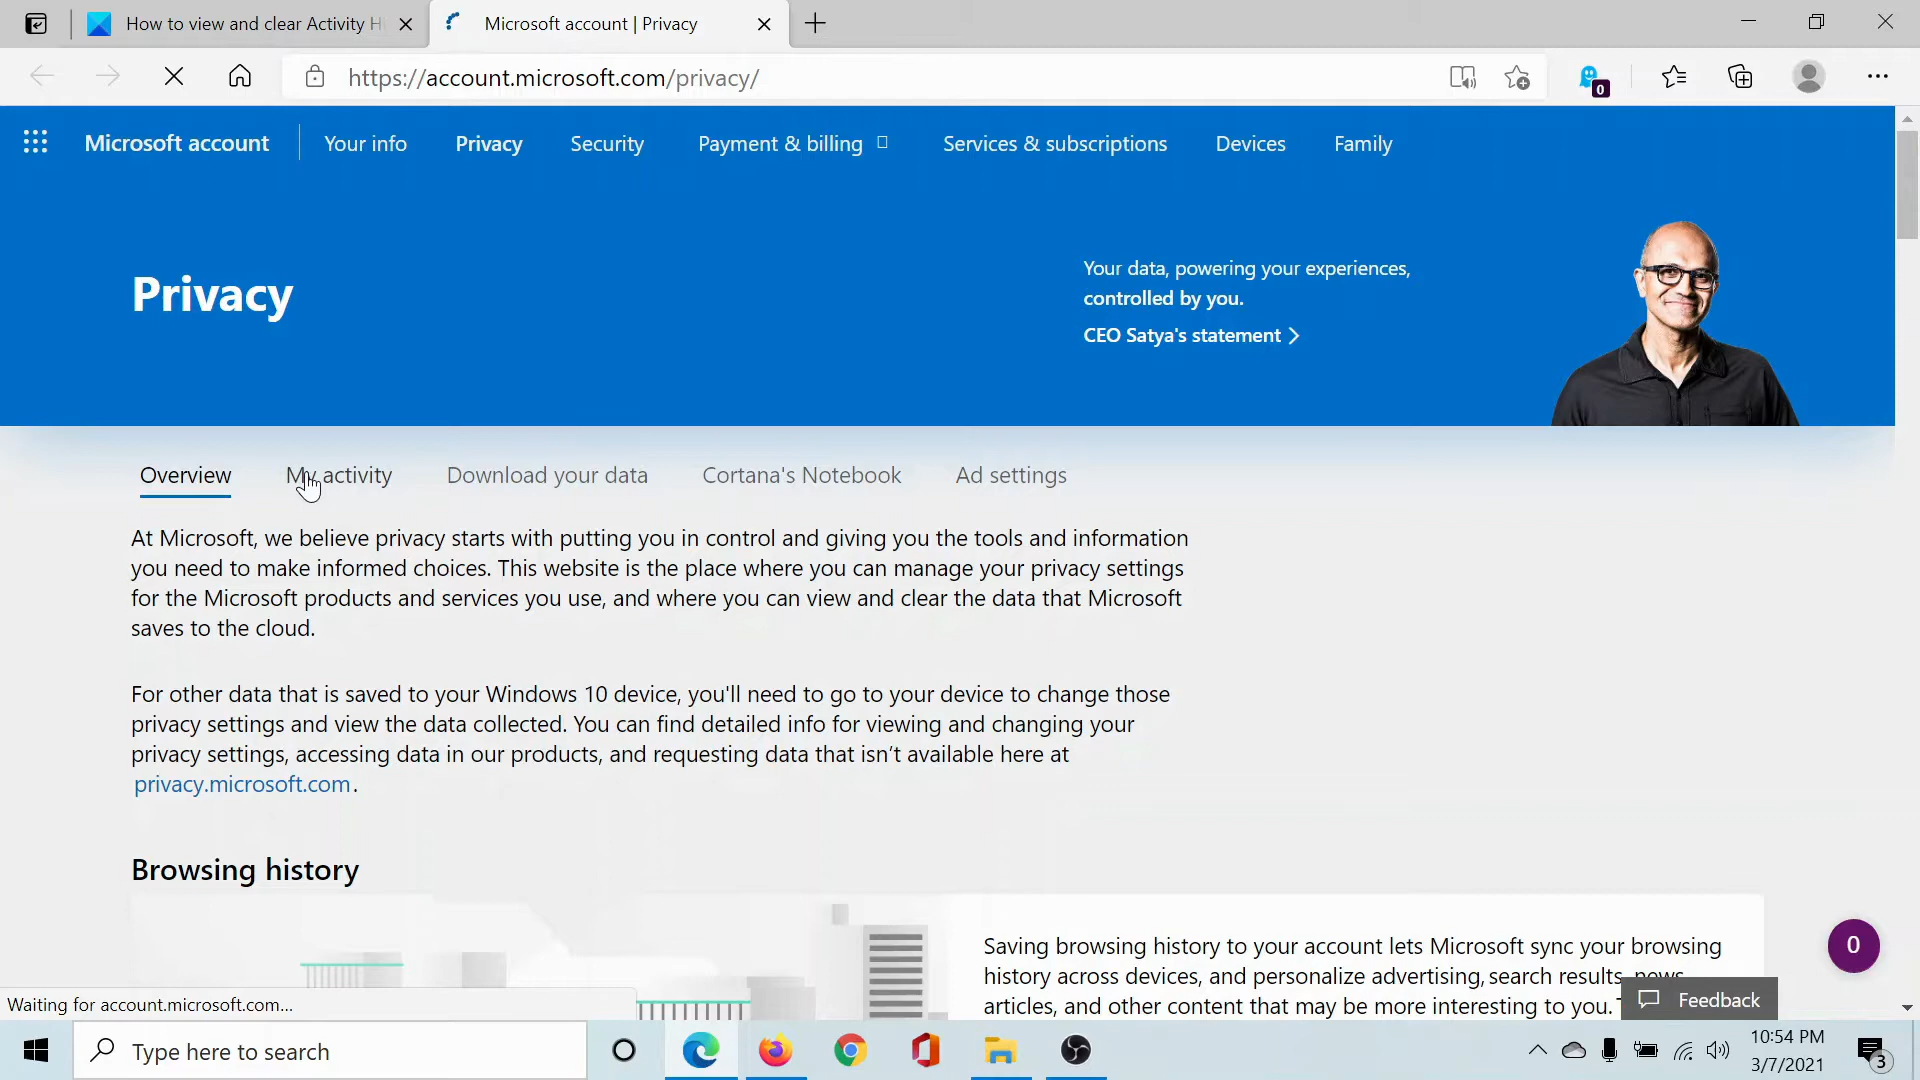 How to view and clear Activity Hi
Microsoft account | Privacy
https://account.microsoft.com/privacy/
0
Microsoft account
Your info
Privacy
Security
Payment & billing
Services & subscriptions
Devices
Family
Privacy
Your data, powering your experiences,
controlled by you.
CEO Satya's statement
Overview
My activity
Download your data
Cortana's Notebook
Ad settings
At Microsoft, we believe privacy starts with putting you in control and giving you the tools and information
you need to make informed choices. This website is the place where you can manage your privacy settings
for the Microsoft products and services you use, and where you can view and clear the data that Microsoft
saves to the cloud.
For other data that is saved to your Windows 10 device, you'll need to go to your device to change those
privacy settings and view the data collected. You can find detailed info for viewing and changing your
privacy settings, accessing data in our products, and requesting data that isn't available here at
privacy.microsoft.com.
Browsing history
Saving browsing history to your account lets Microsoft sync your browsing
history across devices, and personalize advertising, search results, news
articles, and other content that may be more interesting to you.
0
Feedback
Waiting for account.microsoft.com...
Type here to search
10:54 PM
3/7/2021
3